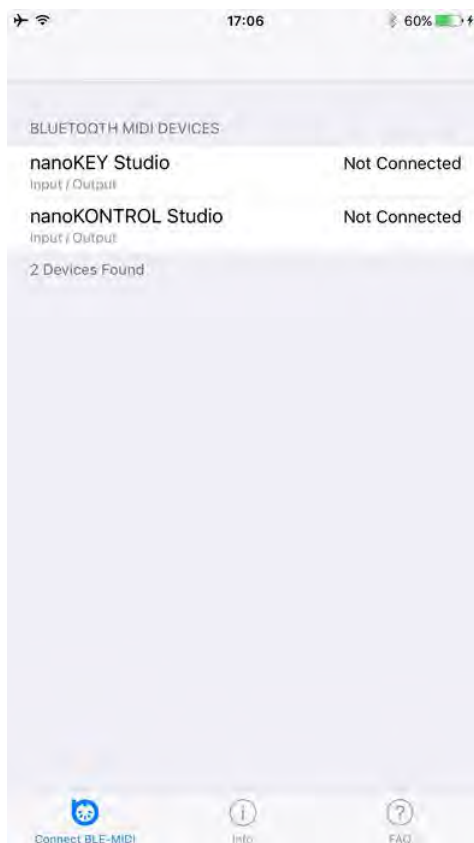 17:06 60%
BLUETOOTH MIDI DEVICES
nanoKEY Studio Not Connected
Input / Output
nanoKONTROL Studio Not Connected
Input / Output
2 Devices Found
Connect BLE-MIDI Info FAQ